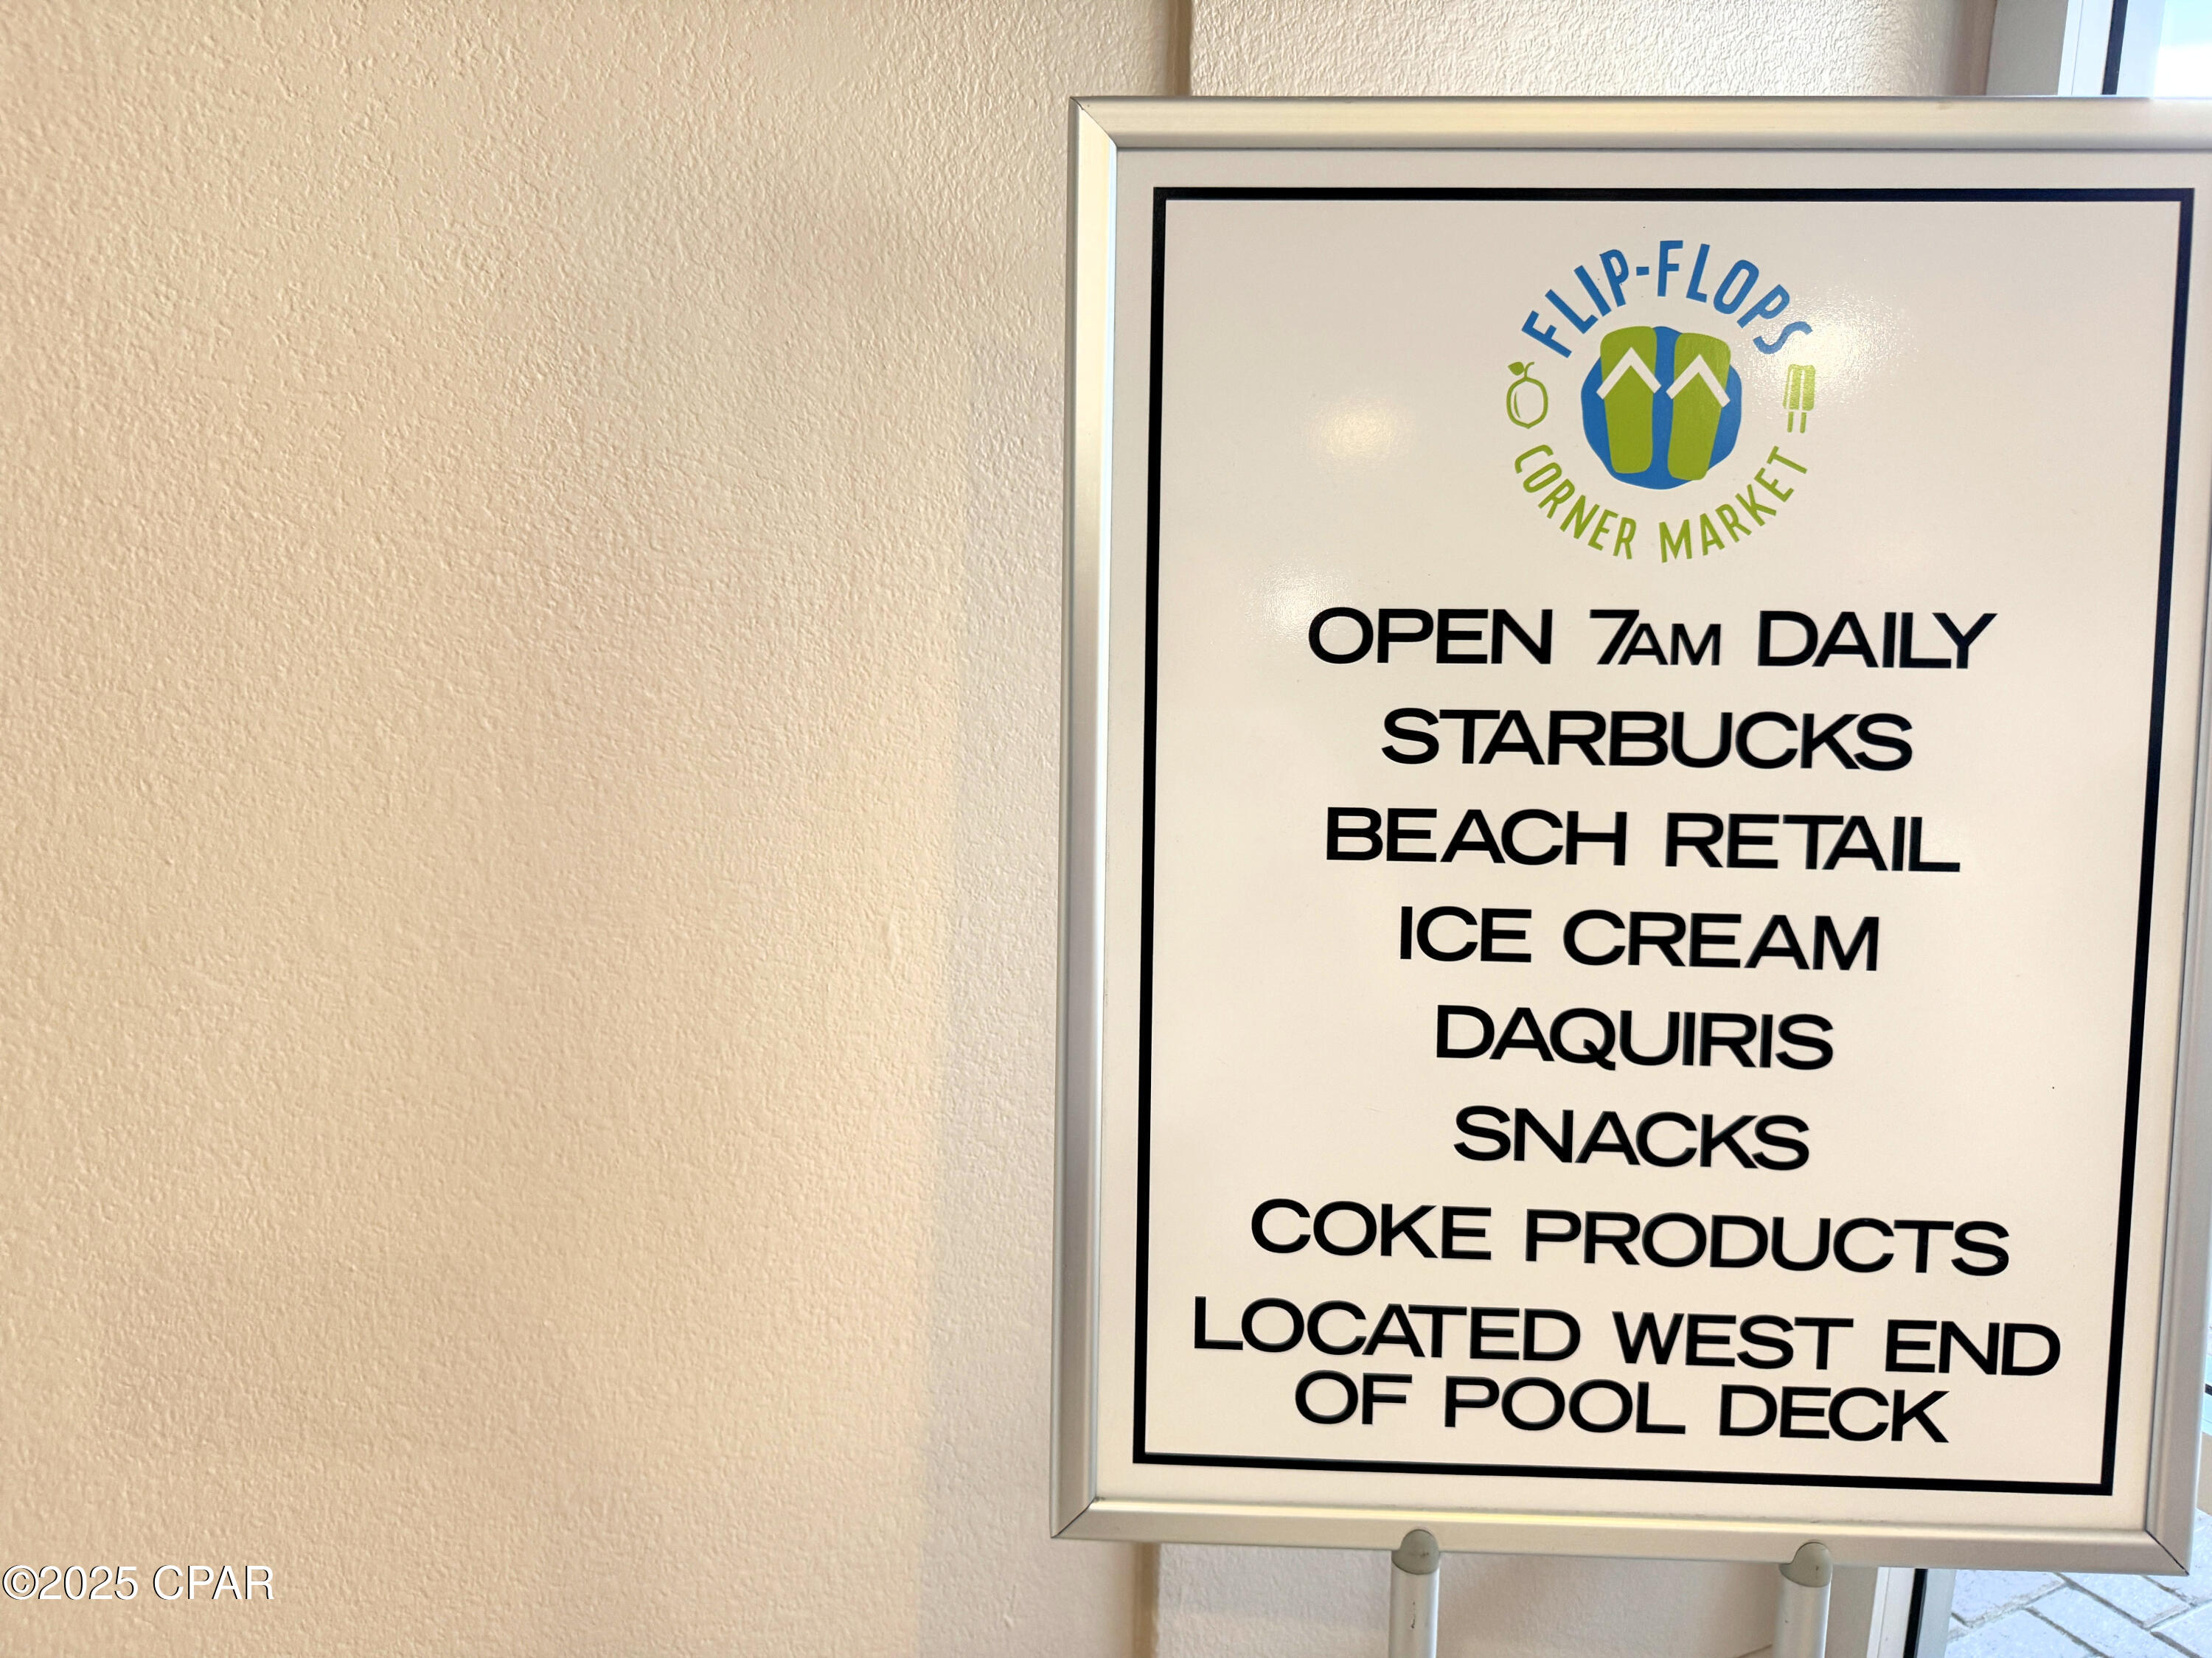 FLIP-FLOPS
CORNER MARKET
OPEN 7AM DAILY
STARBUCKS
BEACH RETAIL
ICE CREAM
DAQUIRIS
SNACKS
COKE PRODUCTS
LOCATED WEST END
OF POOL DECK
©2025 CPAR